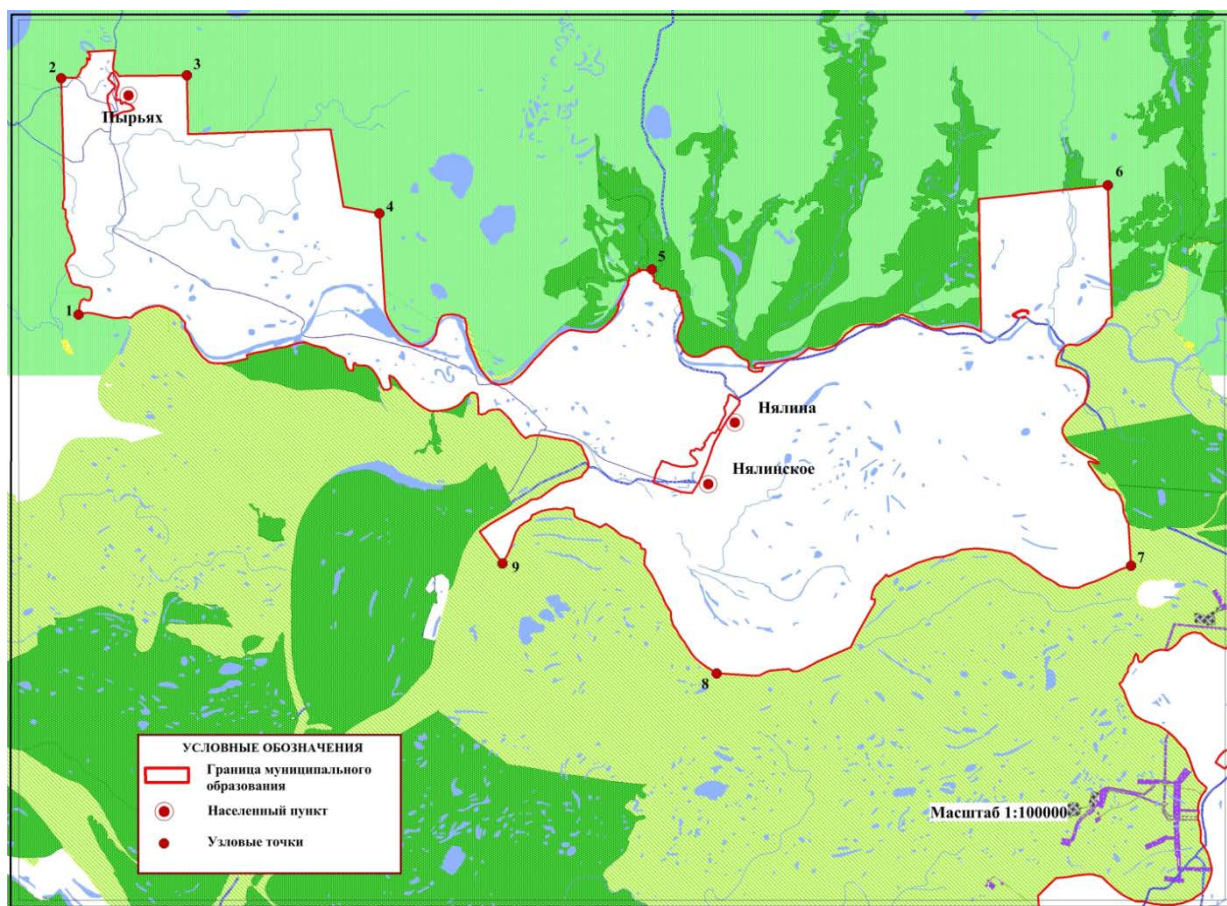 2
3
Пырьях
4
6
5
1
Нялина
Нялинское
9
7
8
УСЛОВНЫЕ ОБОЗНАЧЕНИЯ
Граница муниципального
образования
Населенный пункт
Узловые точки
Масштаб 1:100000